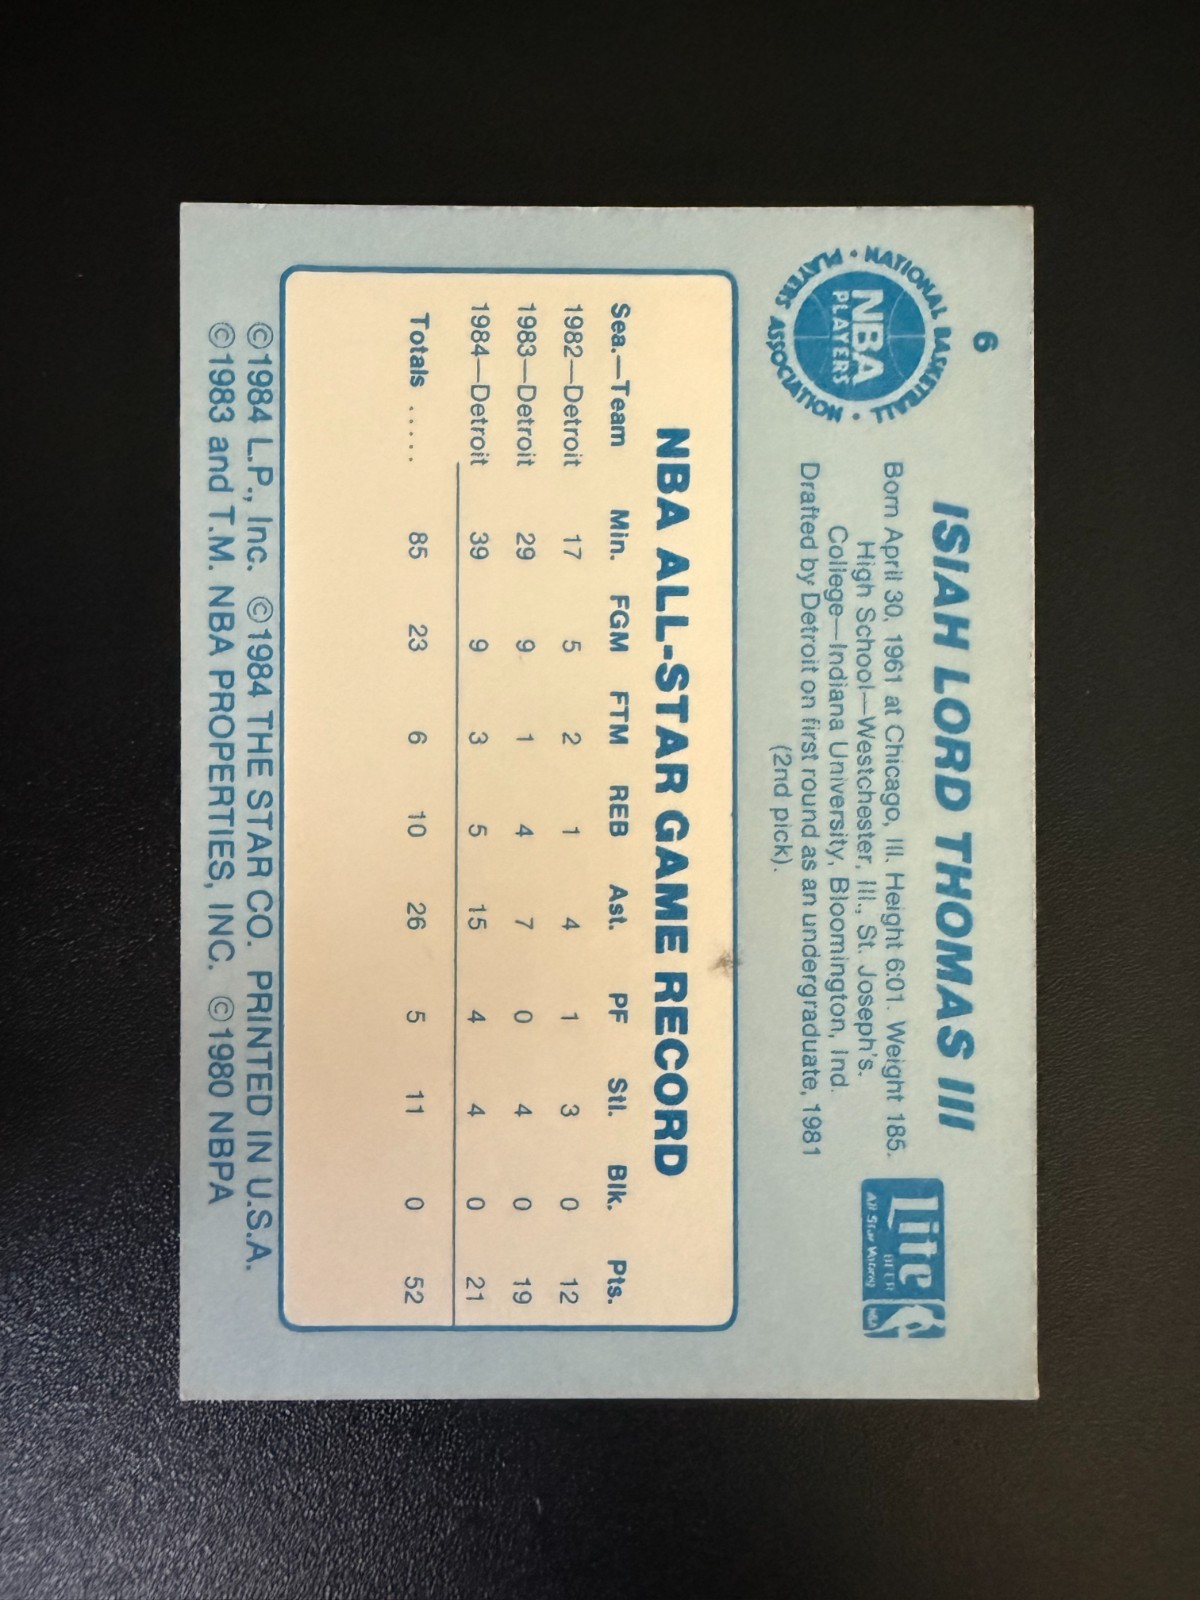 6
NATIONAL BASKETBALL PLAYERS ASSOCIATION
NBA
PLAYERS
ISIAH LORD THOMAS III
Born April 30, 1961 at Chicago, Ill. Height 6:01. Weight 185.
High School—Westchester, Ill., St. Joseph's.
College—Indiana University, Bloomington, Ind.
Drafted by Detroit on first round as an undergraduate, 1981
(2nd pick).
Lite
BEER
All-Star Voting
NBA
NBA ALL-STAR GAME RECORD
Sea.—Team Min. FGM FTM REB Ast. PF Stl. Blk. Pts.
1982—Detroit 17 5 2 1 4 1 3 0 12
1983—Detroit 29 9 1 4 7 0 4 0 19
1984—Detroit 39 9 3 5 15 4 4 0 21
Totals ..... 85 23 6 10 26 5 11 0 52
©1984 L.P., Inc. ©1984 THE STAR CO. PRINTED IN U.S.A.
©1983 and T.M. NBA PROPERTIES, INC. ©1980 NBPA